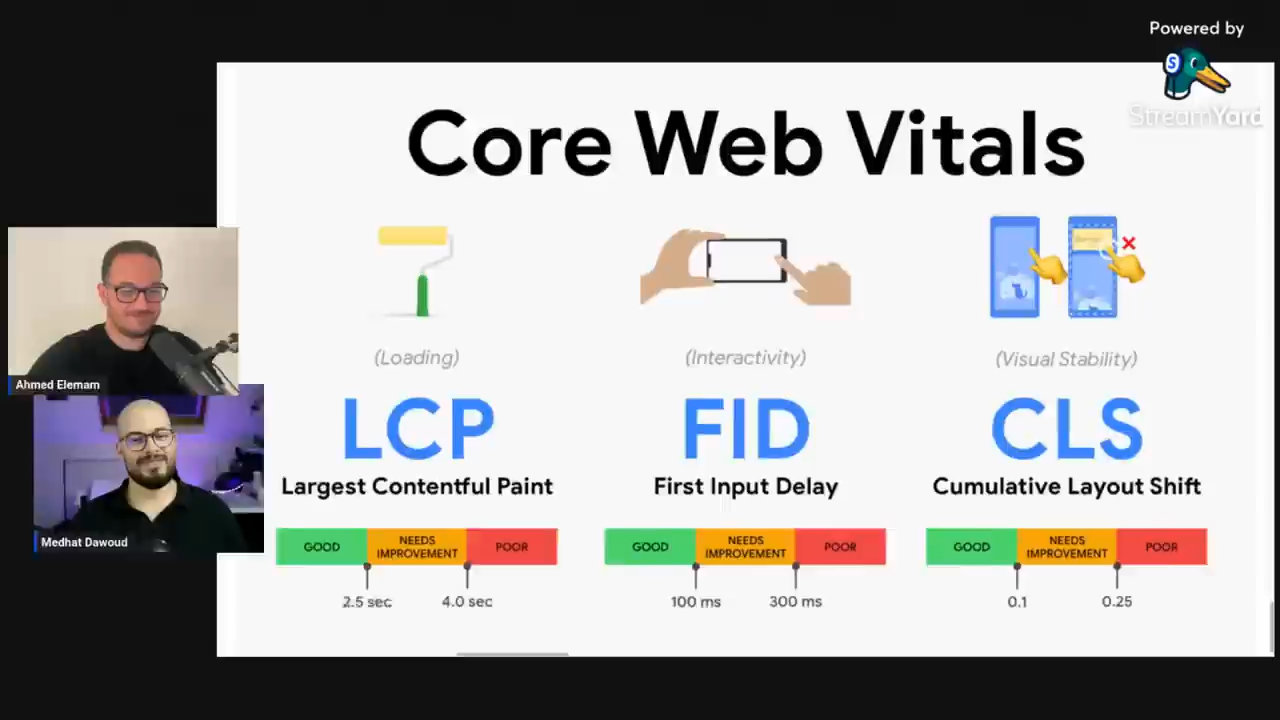 Powered by
StreamYard
Core Web Vitals
(Loading)
(Interactivity)
(Visual Stability)
LCP
FID
CLS
Largest Contentful Paint
First Input Delay
Cumulative Layout Shift
GOOD
NEEDS
IMPROVEMENT
POOR
2.5 sec
4.0 sec
GOOD
NEEDS
IMPROVEMENT
POOR
100 ms
300 ms
GOOD
NEEDS
IMPROVEMENT
POOR
0.1
0.25
Ahmed Elemam
Medhat Dawoud